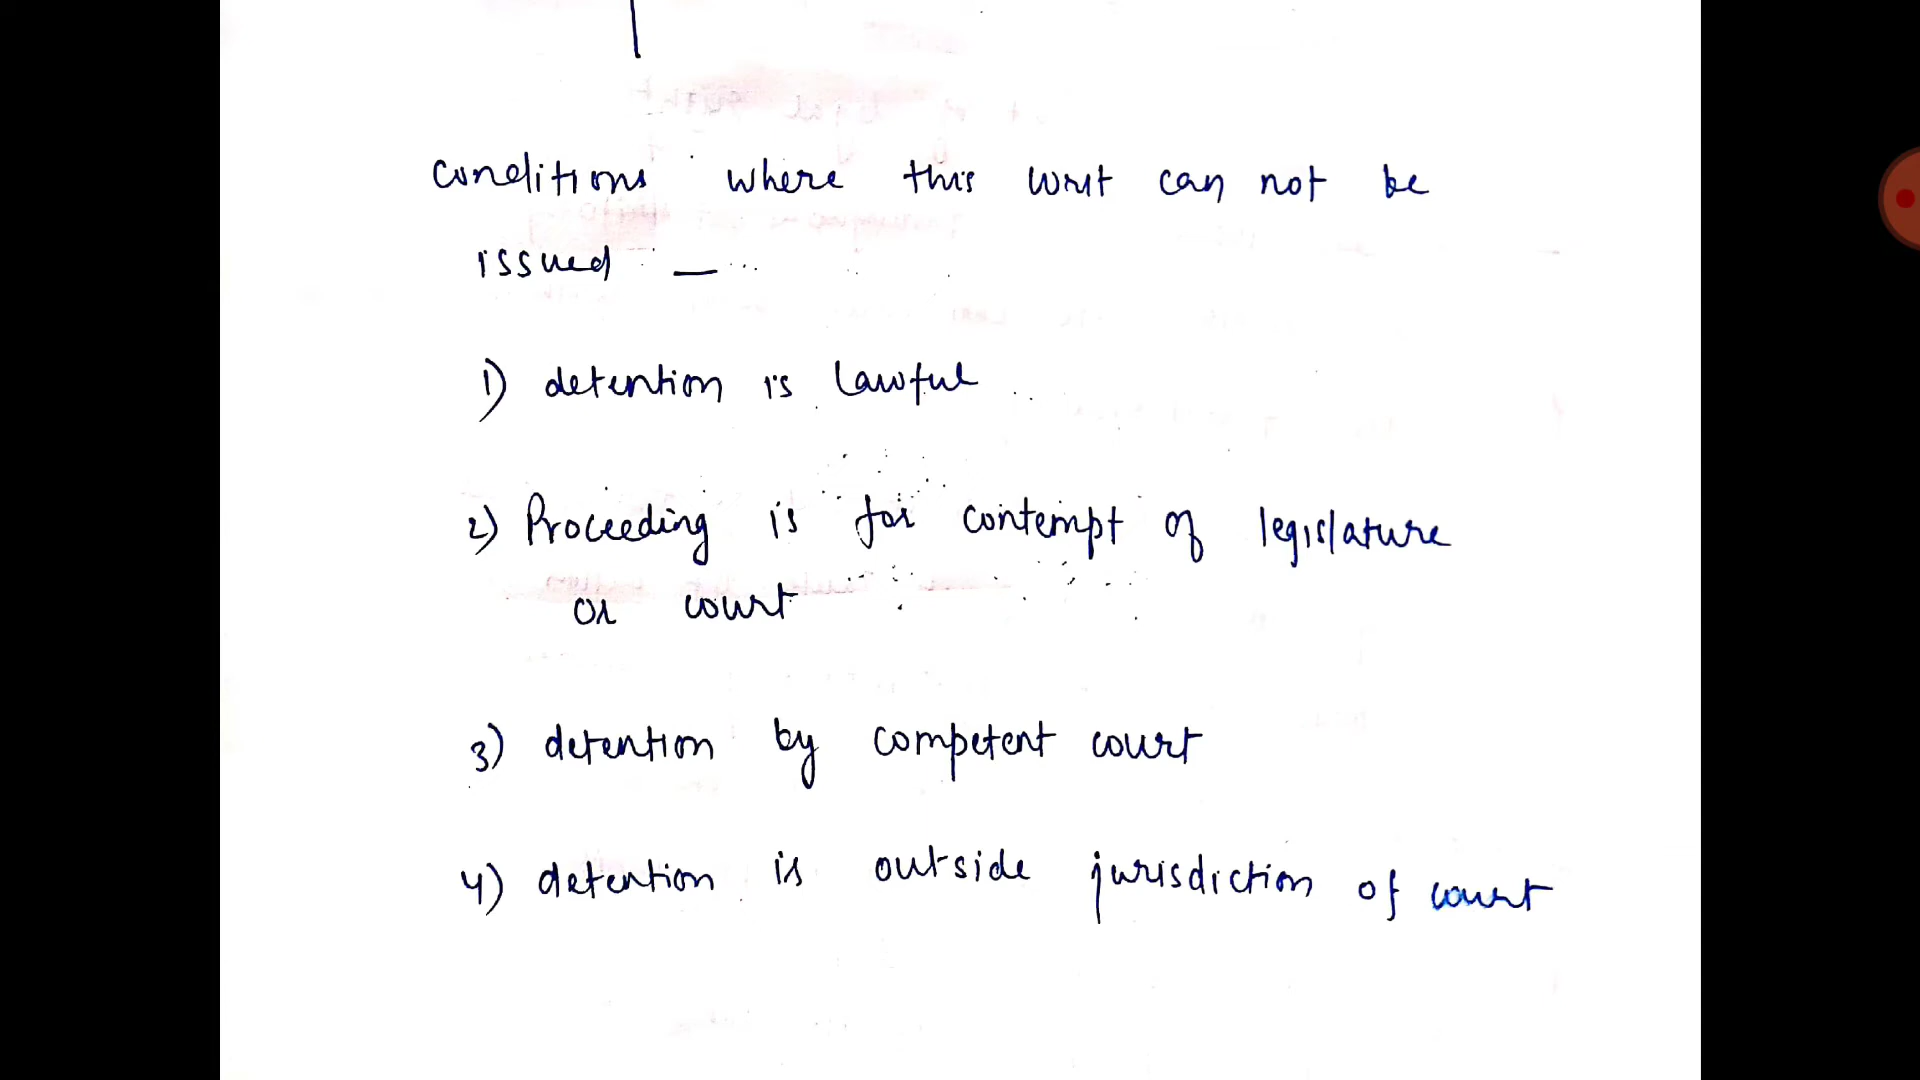 conditions where this writ can not be
issued —
1) detention is lawful
2) Proceeding is for contempt of legislature
or court
3) detention by competent court
4) detention is outside jurisdiction of court